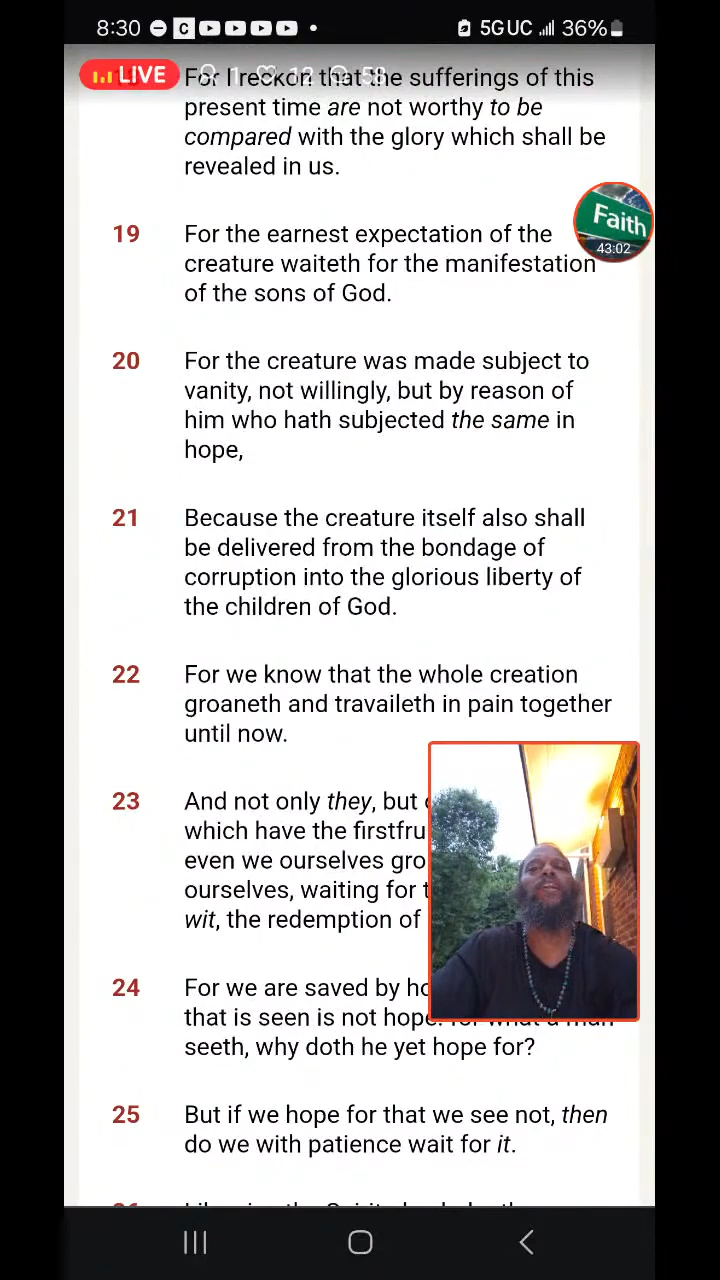 8:30 C 5GUC 36%
LIVE 1 12 58
For I reckon that the sufferings of this
present time are not worthy to be
compared with the glory which shall be
revealed in us.
Faith
43:02
19 For the earnest expectation of the
creature waiteth for the manifestation
of the sons of God.
20 For the creature was made subject to
vanity, not willingly, but by reason of
him who hath subjected the same in
hope,
21 Because the creature itself also shall
be delivered from the bondage of
corruption into the glorious liberty of
the children of God.
22 For we know that the whole creation
groaneth and travaileth in pain together
until now.
23 And not only they, but
which have the firstfru
even we ourselves gro
ourselves, waiting for
wit, the redemption of
24 For we are saved by ho
that is seen is not hope: for what a man
seeth, why doth he yet hope for?
25 But if we hope for that we see not, then
do we with patience wait for it.